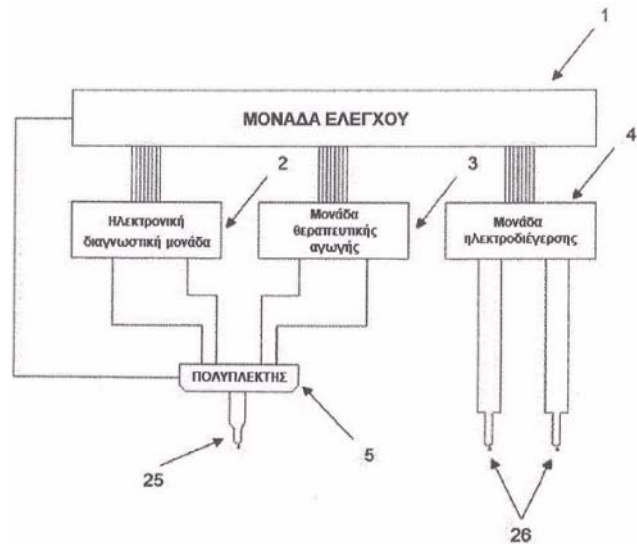 1
ΜΟΝΑΔΑ ΕΛΕΓΧΟΥ
2
3
4
Ηλεκτρονική
διαγνωστική μονάδα
Μονάδα
θεραπευτικής
αγωγής
Μονάδα
ηλεκτροδιέγερσης
ΠΟΛΥΠΛΕΚΤΗΣ
25
5
26